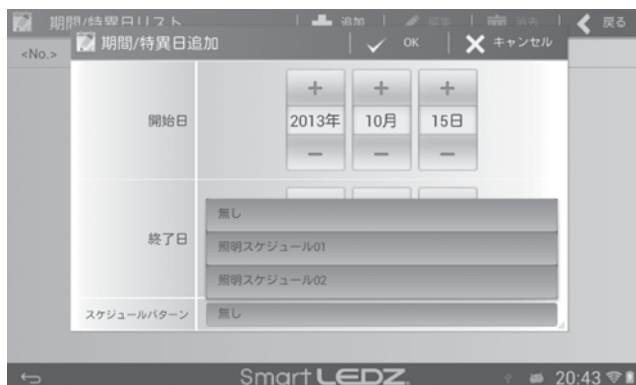 期間/特異日リスト 追加 編集 消去 戻る
<No.>
期間/特異日追加 OK キャンセル
開始日
+ + +
2013年 10月 15日
− − −
終了日
無し
照明スケジュール01
照明スケジュール02
スケジュールパターン 無し
Smart LEDZ. 20:43